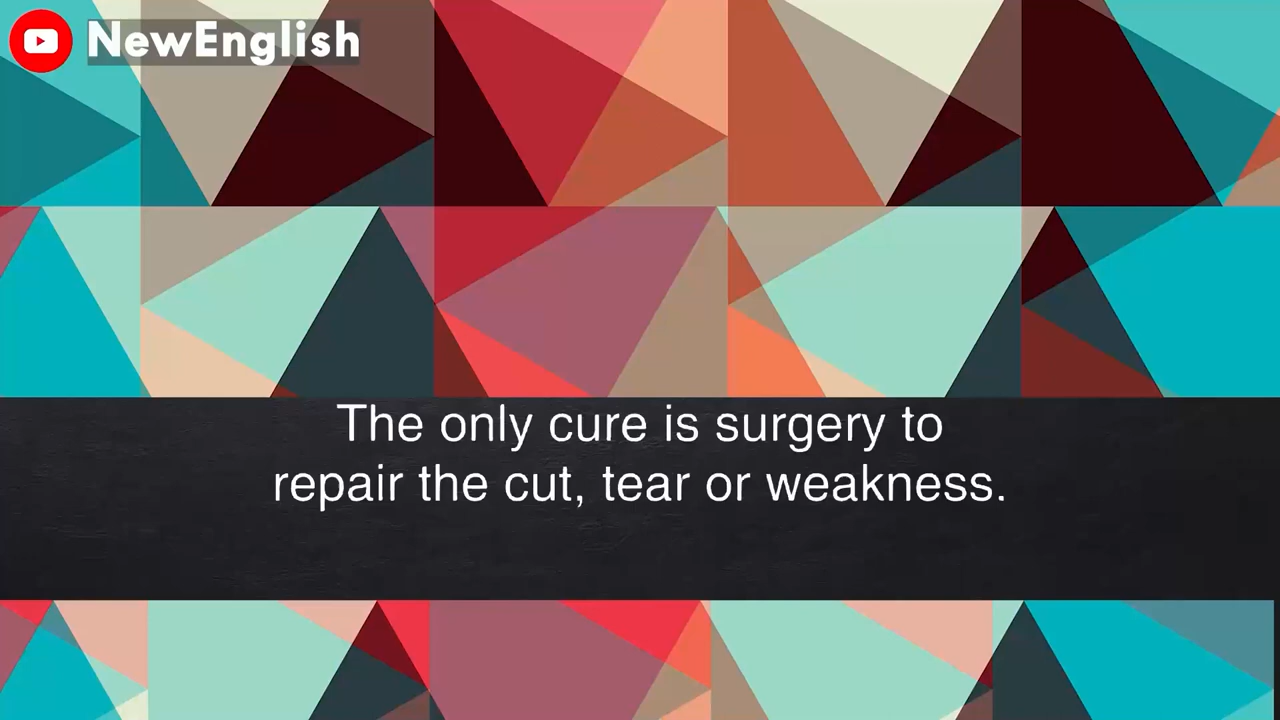 NewEnglish
The only cure is surgery to
repair the cut, tear or weakness.